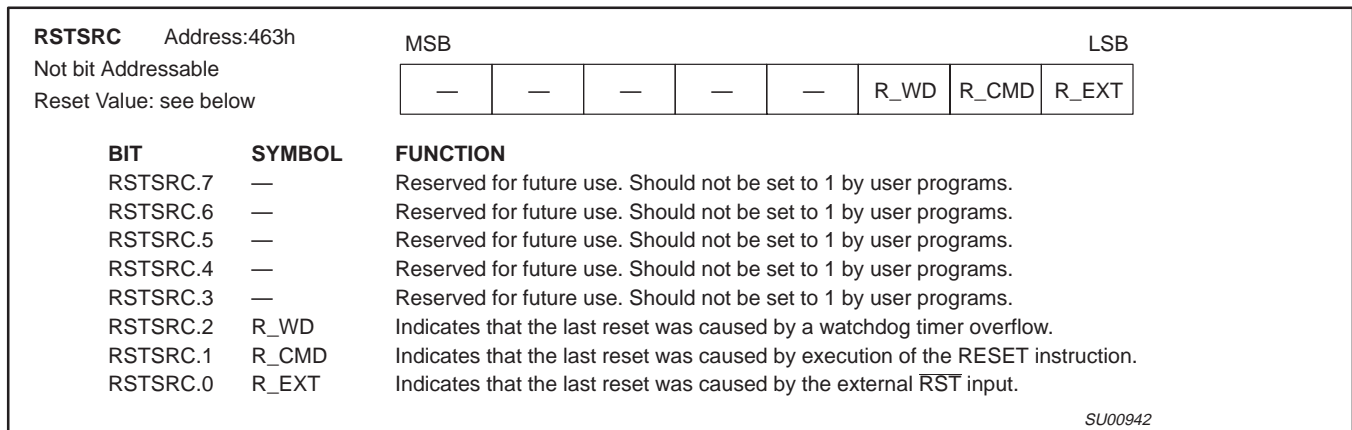 RSTSRC Address:463h
Not bit Addressable
Reset Value: see below
MSB LSB
— — — — — R_WD R_CMD R_EXT
BIT SYMBOL FUNCTION
RSTSRC.7 — Reserved for future use. Should not be set to 1 by user programs.
RSTSRC.6 — Reserved for future use. Should not be set to 1 by user programs.
RSTSRC.5 — Reserved for future use. Should not be set to 1 by user programs.
RSTSRC.4 — Reserved for future use. Should not be set to 1 by user programs.
RSTSRC.3 — Reserved for future use. Should not be set to 1 by user programs.
RSTSRC.2 R_WD Indicates that the last reset was caused by a watchdog timer overflow.
RSTSRC.1 R_CMD Indicates that the last reset was caused by execution of the RESET instruction.
RSTSRC.0 R_EXT Indicates that the last reset was caused by the external R̅S̅T̅ input.
SU00942